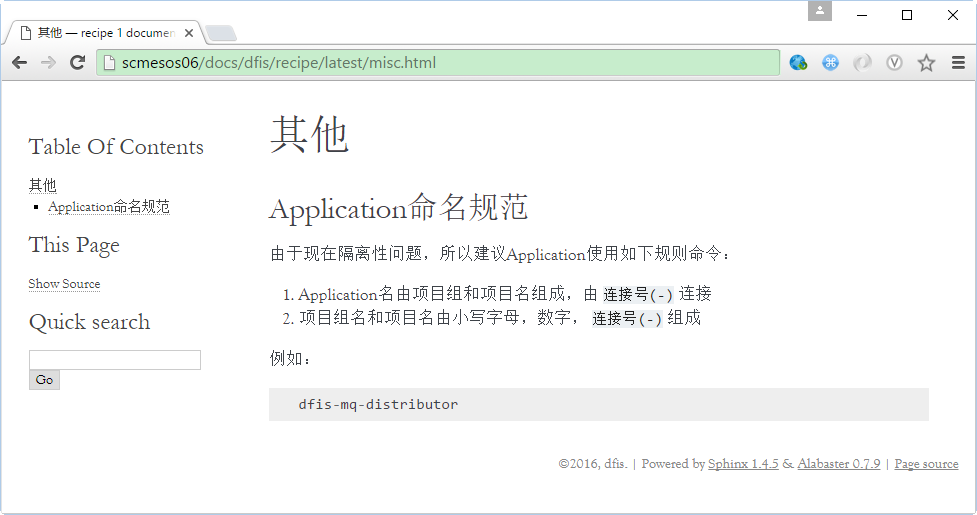 其他 — recipe 1 documen
scmesos06/docs/dfis/recipe/latest/misc.html
Table Of Contents
其他
Application命名规范
This Page
Show Source
Quick search
Go
其他
Application命名规范
由于现在隔离性问题，所以建议Application使用如下规则命令：
1. Application名由项目组和项目名组成，由 连接号(-) 连接
2. 项目组名和项目名由小写字母，数字， 连接号(-) 组成
例如：
dfis-mq-distributor
©2016, dfis. | Powered by Sphinx 1.4.5 & Alabaster 0.7.9 | Page source